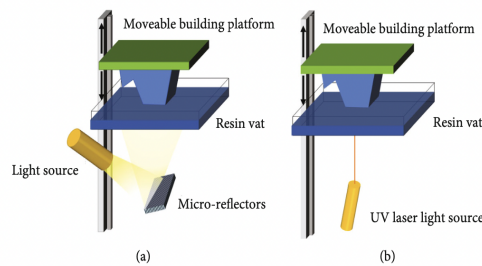 Moveable building platform
Resin vat
Light source
Micro-reflectors
(a)
Moveable building platform
Resin vat
UV laser light source
(b)